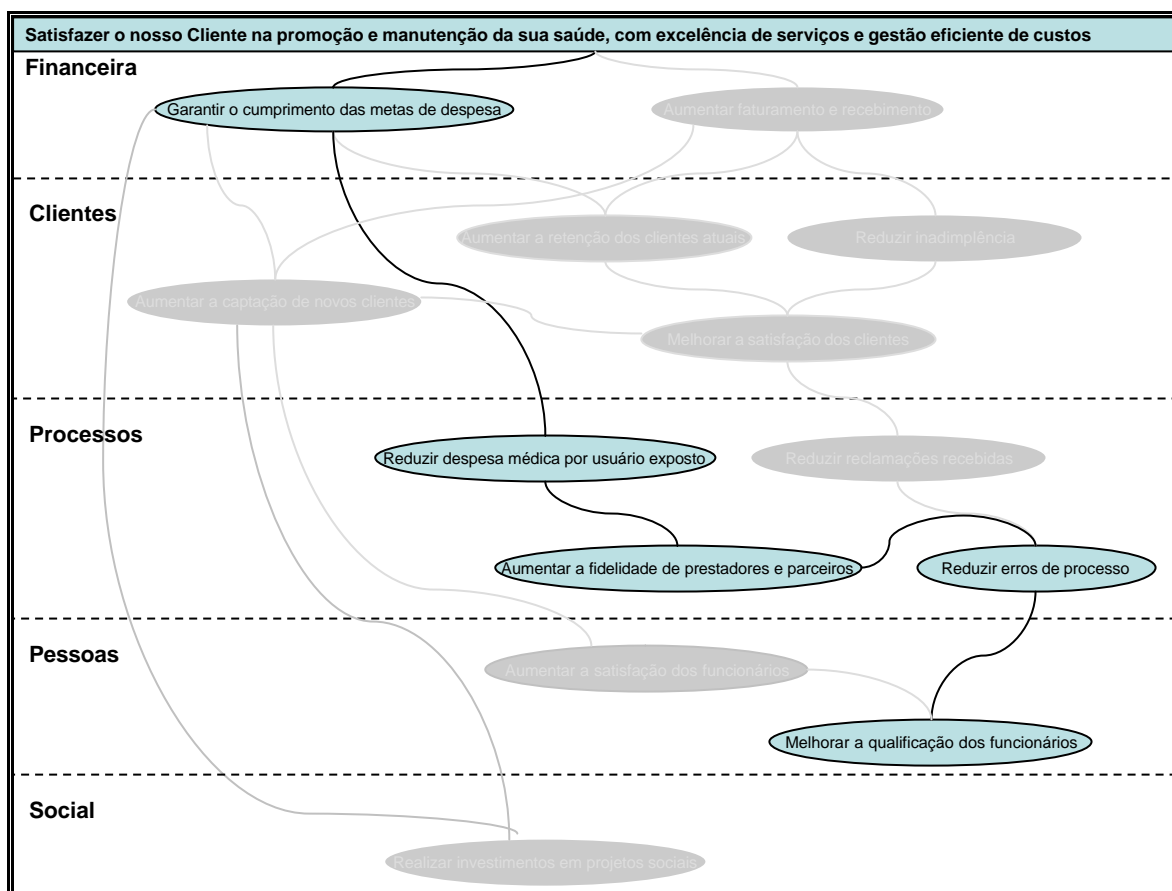 Satisfazer o nosso Cliente na promoção e manutenção da sua saúde, com excelência de serviços e gestão eficiente de custos
Financeira
Garantir o cumprimento das metas de despesa
Aumentar faturamento e recebimento
Clientes
Aumentar a retenção dos clientes atuais
Reduzir inadimplência
Aumentar a captação de novos clientes
Melhorar a satisfação dos clientes
Processos
Reduzir despesa médica por usuário exposto
Reduzir reclamações recebidas
Aumentar a fidelidade de prestadores e parceiros
Reduzir erros de processo
Pessoas
Aumentar a satisfação dos funcionários
Melhorar a qualificação dos funcionários
Social
Realizar investimentos em projetos sociais